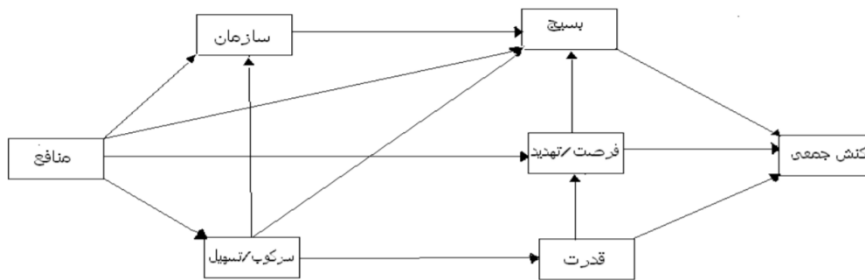 بسیج
سازمان
فرصت/تهدید
کنش جمعی
منافع
سرکوب/تسهیل
قدرت